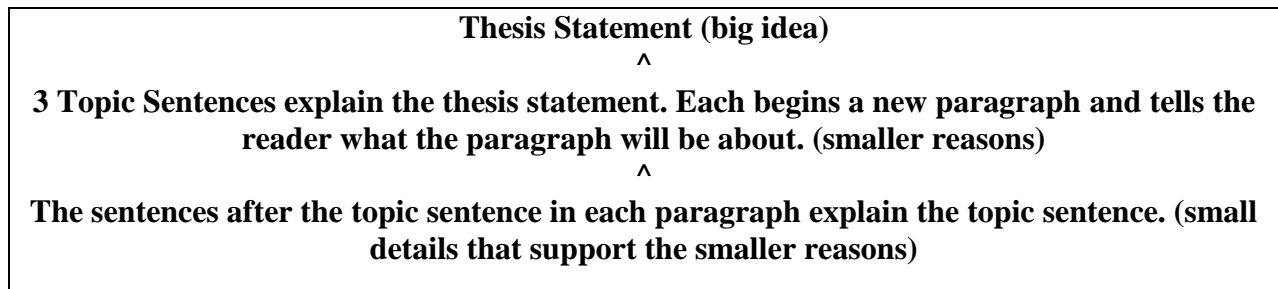 Thesis Statement (big idea)
^
3 Topic Sentences explain the thesis statement. Each begins a new paragraph and tells the
reader what the paragraph will be about. (smaller reasons)
^
The sentences after the topic sentence in each paragraph explain the topic sentence. (small
details that support the smaller reasons)